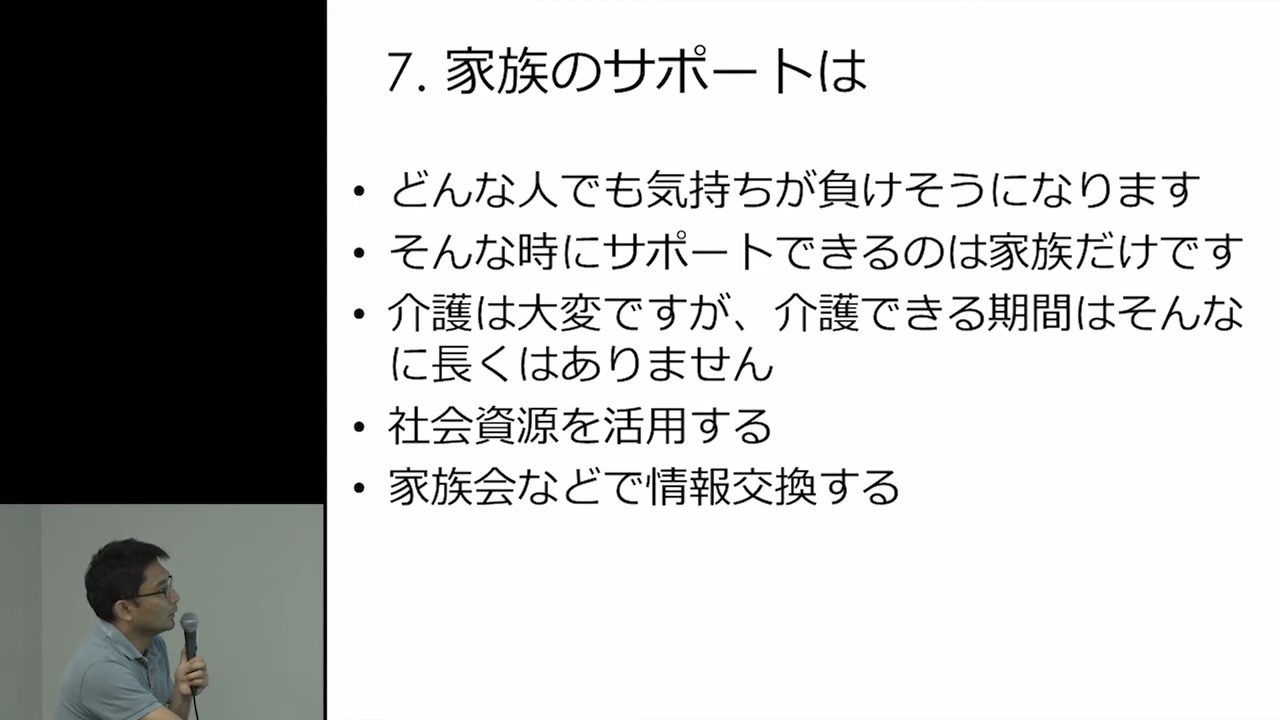 7. 家族のサポートは
• どんな人でも気持ちが負けそうになります
• そんな時にサポートできるのは家族だけです
• 介護は大変ですが、介護できる期間はそんな
に長くはありません
• 社会資源を活用する
• 家族会などで情報交換する